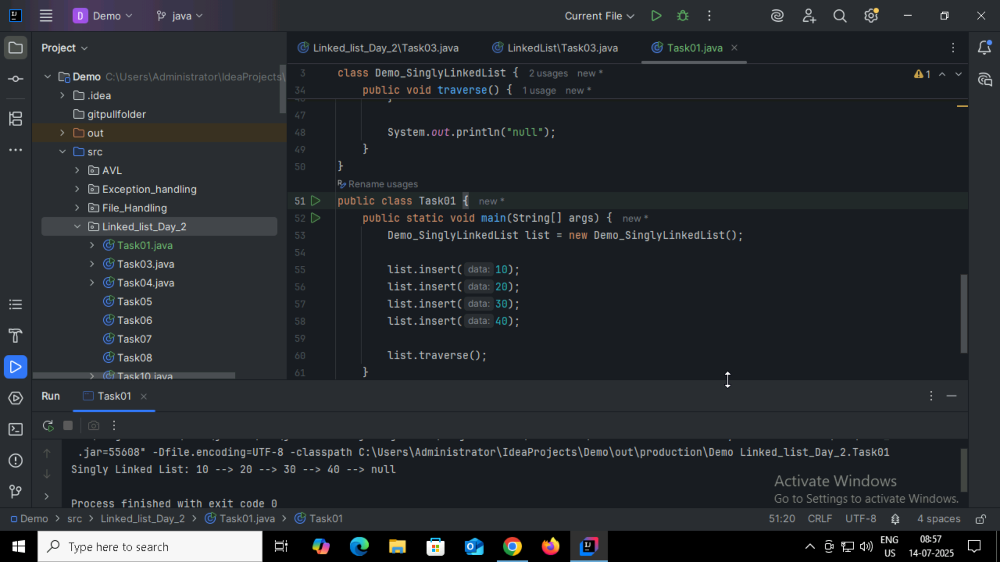 Demo
java
Current File
Project
Demo C:\Users\Administrator\IdeaProjects\
.idea
gitpullfolder
out
src
AVL
Exception_handling
File_Handling
Linked_list_Day_2
Task01.java
Task03.java
Task04.java
Task05
Task06
Task07
Task08
Task10.java
Linked_list_Day_2\Task03.java
LinkedList\Task03.java
Task01.java
1
3 class Demo_SinglyLinkedList { 2 usages new *
34 public void traverse() { 1 usage new *
46 }
47
48 System.out.println("null");
49 }
50 }
Rename usages
51 public class Task01 { new *
52 public static void main(String[] args) { new *
53 Demo_SinglyLinkedList list = new Demo_SinglyLinkedList();
54
55 list.insert( data: 10);
56 list.insert( data: 20);
57 list.insert( data: 30);
58 list.insert( data: 40);
59
60 list.traverse();
61 }
Run
Task01
.jar=55608" -Dfile.encoding=UTF-8 -classpath C:\Users\Administrator\IdeaProjects\Demo\out\production\Demo Linked_list_Day_2.Task01
Singly Linked List: 10 --> 20 --> 30 --> 40 --> null
Process finished with exit code 0
Activate Windows
Go to Settings to activate Windows.
Demo > src > Linked_list_Day_2 > Task01.java > Task01
51:20 CRLF UTF-8 4 spaces
Type here to search
ENG
US
08:57
14-07-2025